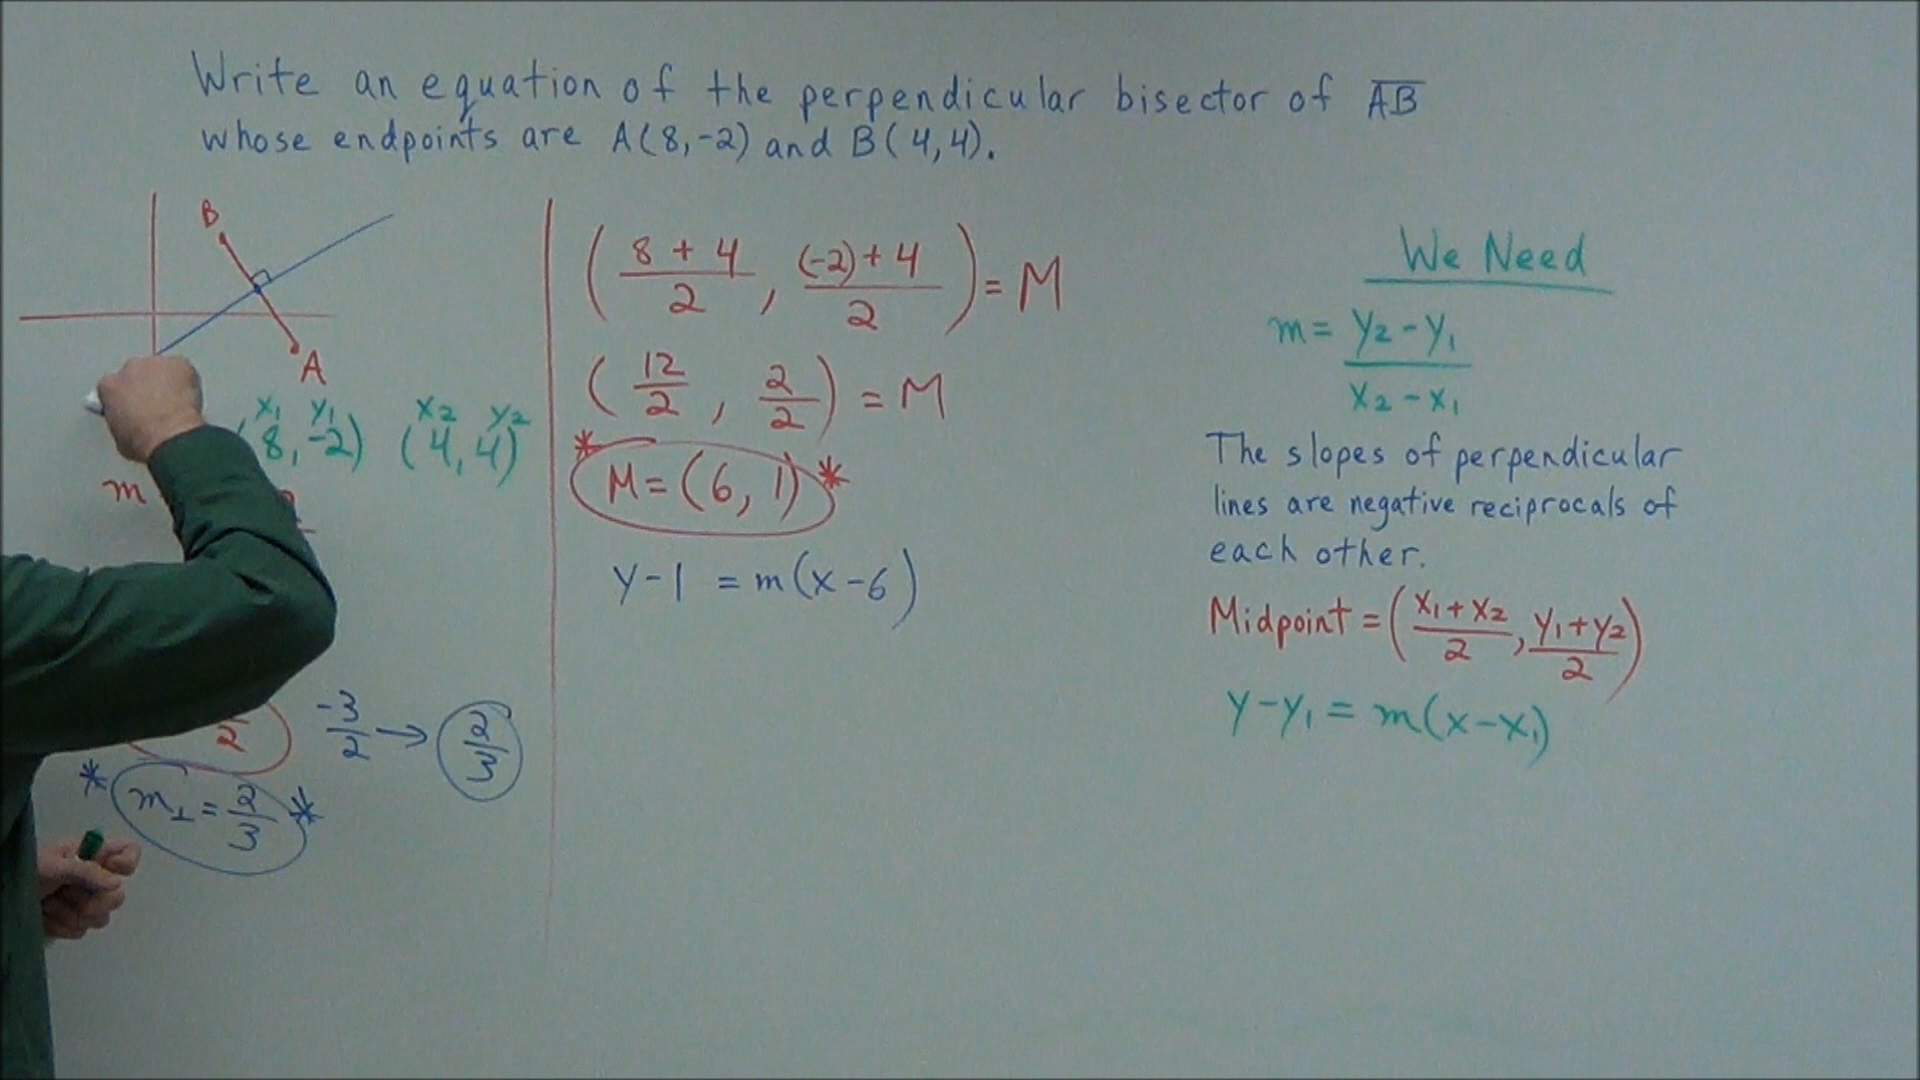 Write an equation of the perpendicular bisector of AB
whose endpoints are A(8,-2) and B(4,4).
B
A
x₁ y₁ x₂ y₂
(8,-2) (4,4)
m
2
-3/2 → 2/3
* m⊥ = 2/3 *
(8+4/2, (-2)+4/2) = M
(12/2, 2/2) = M
* M = (6,1) *
y-1 = m(x-6)
We Need
m = y₂-y₁/x₂-x₁
The slopes of perpendicular
lines are negative reciprocals of
each other.
Midpoint = (x₁+x₂/2, y₁+y₂/2)
y-y₁ = m(x-x₁)